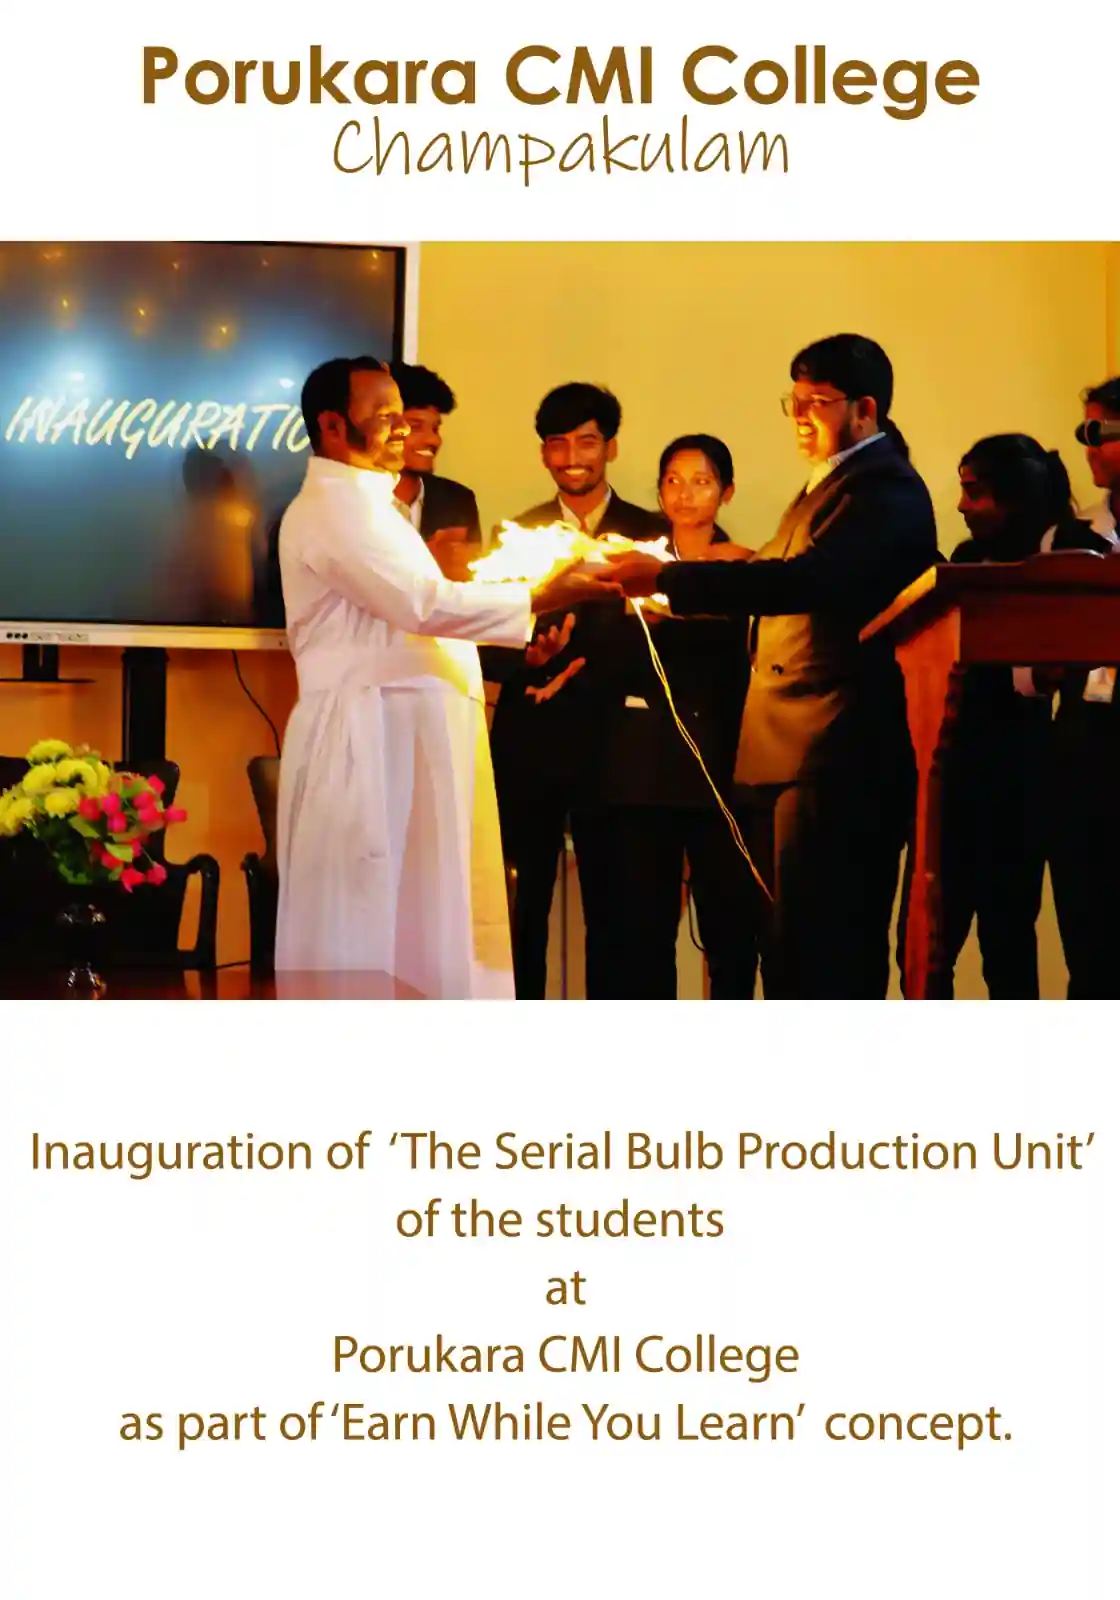 Porukara CMI College
Champakulam
INAUGURATIO
Inauguration of ‘The Serial Bulb Production Unit’
of the students
at
Porukara CMI College
as part of ‘Earn While You Learn’ concept.